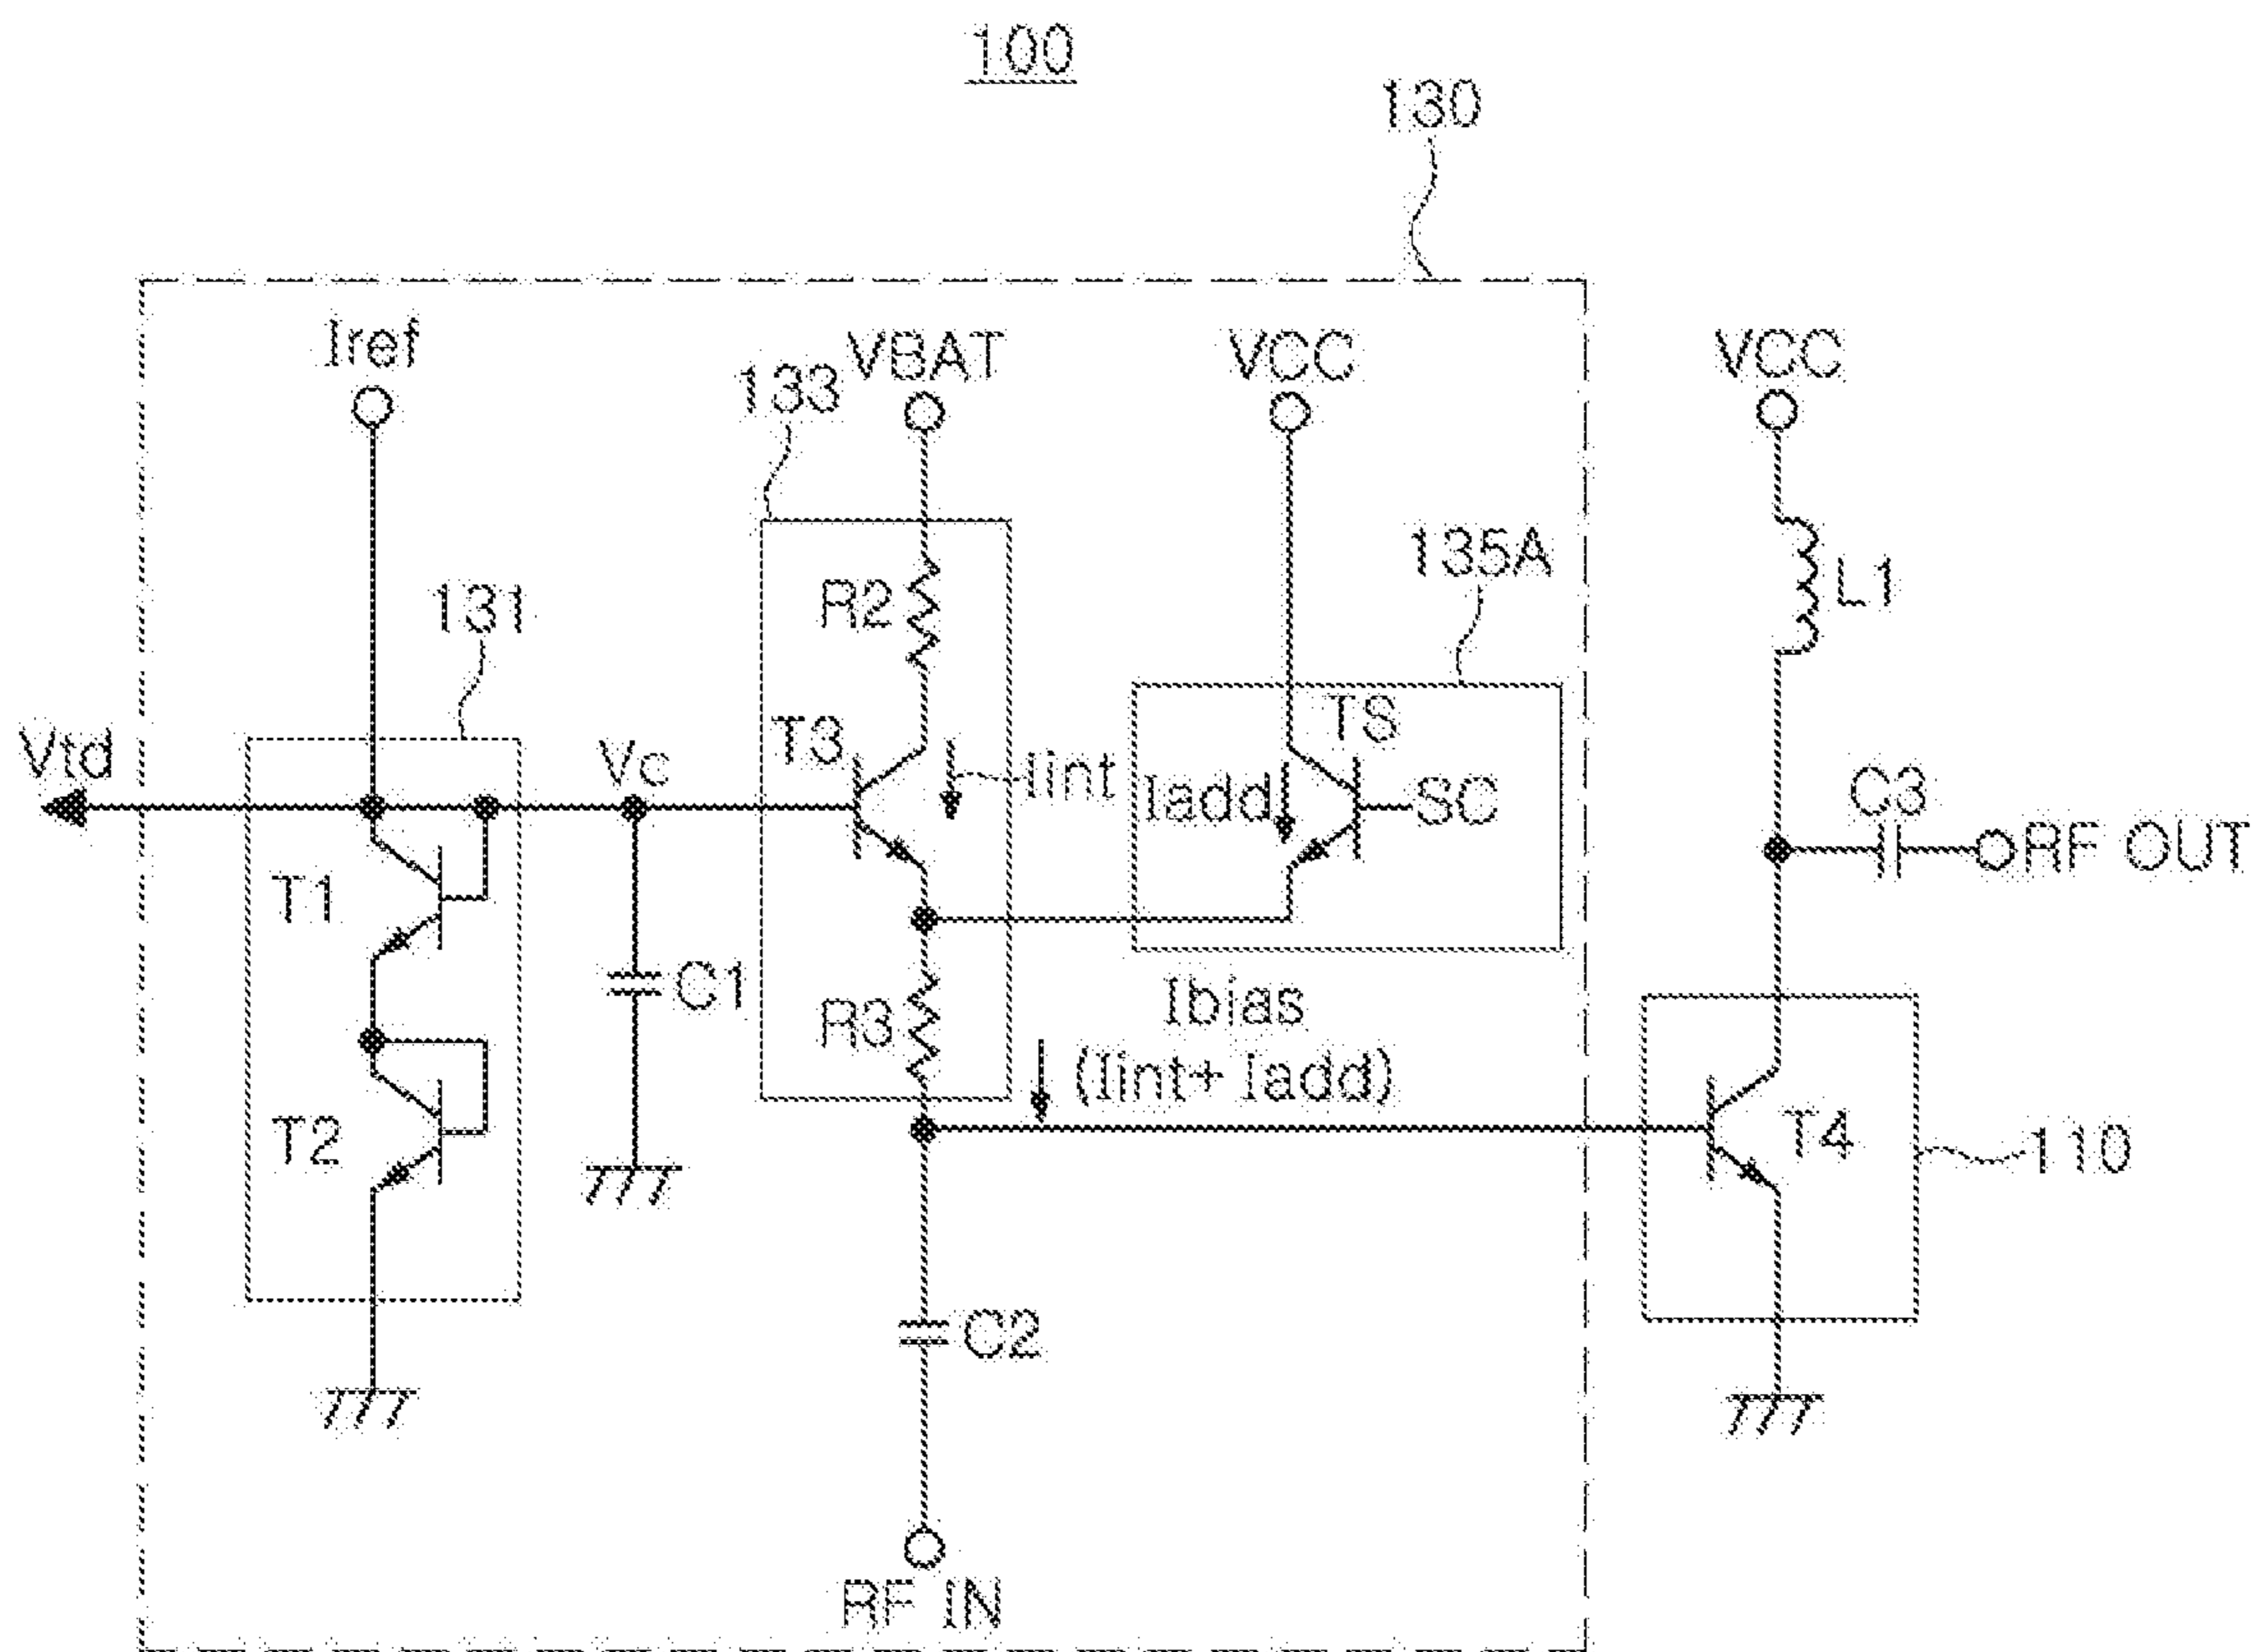 100
130
Iref
VBAT
VCC
VCC
133
135A
R2
L1
131
TS
T3
Vtd
Vc
Iint
Iadd
SC
C3
RF OUT
T1
C1
R3
Ibias
(Iint+ Iadd)
T2
T4
110
C2
RF IN